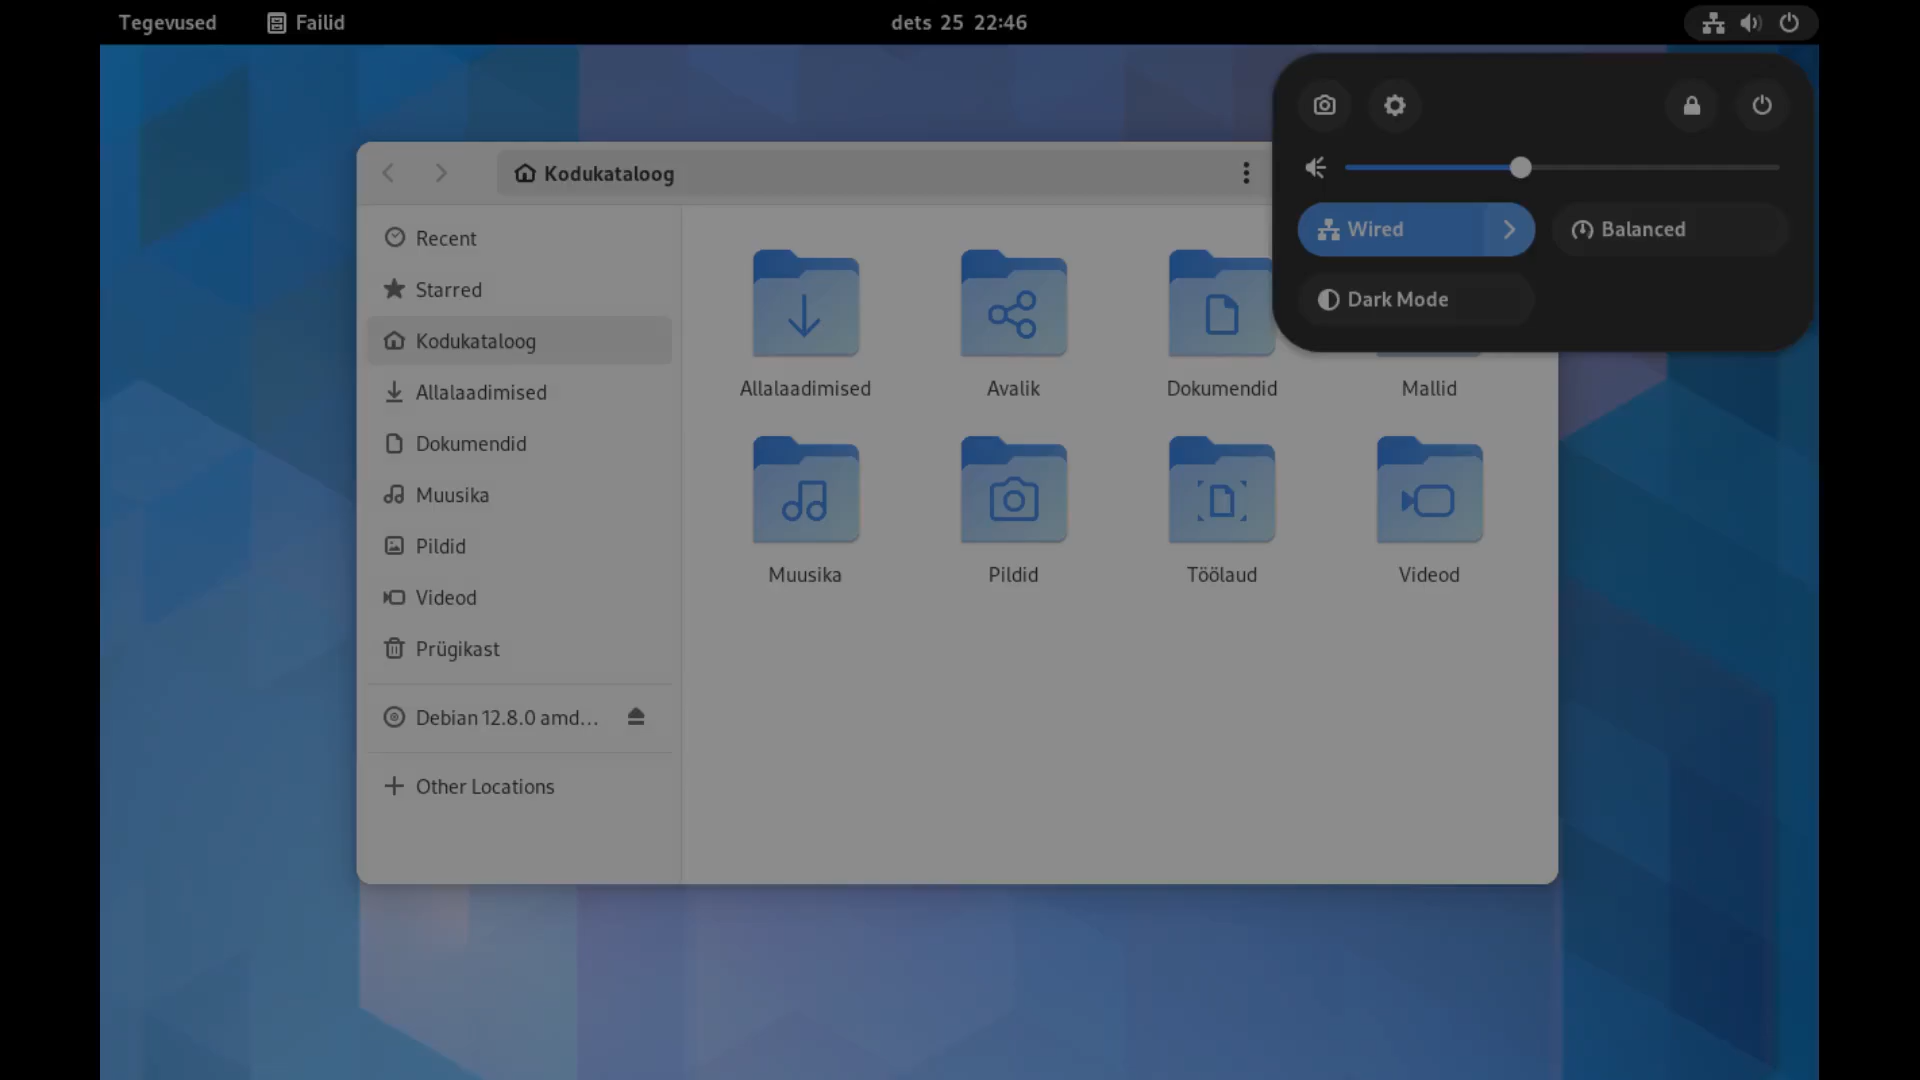 Tegevused
Failid
dets 25 22:46
Kodukataloog
Recent
Starred
Kodukataloog
Allalaadimised
Dokumendid
Muusika
Pildid
Videod
Prügikast
Debian 12.8.0 amd…
Other Locations
Allalaadimised
Avalik
Dokumendid
Mallid
Muusika
Pildid
Töölaud
Videod
Wired
Balanced
Dark Mode